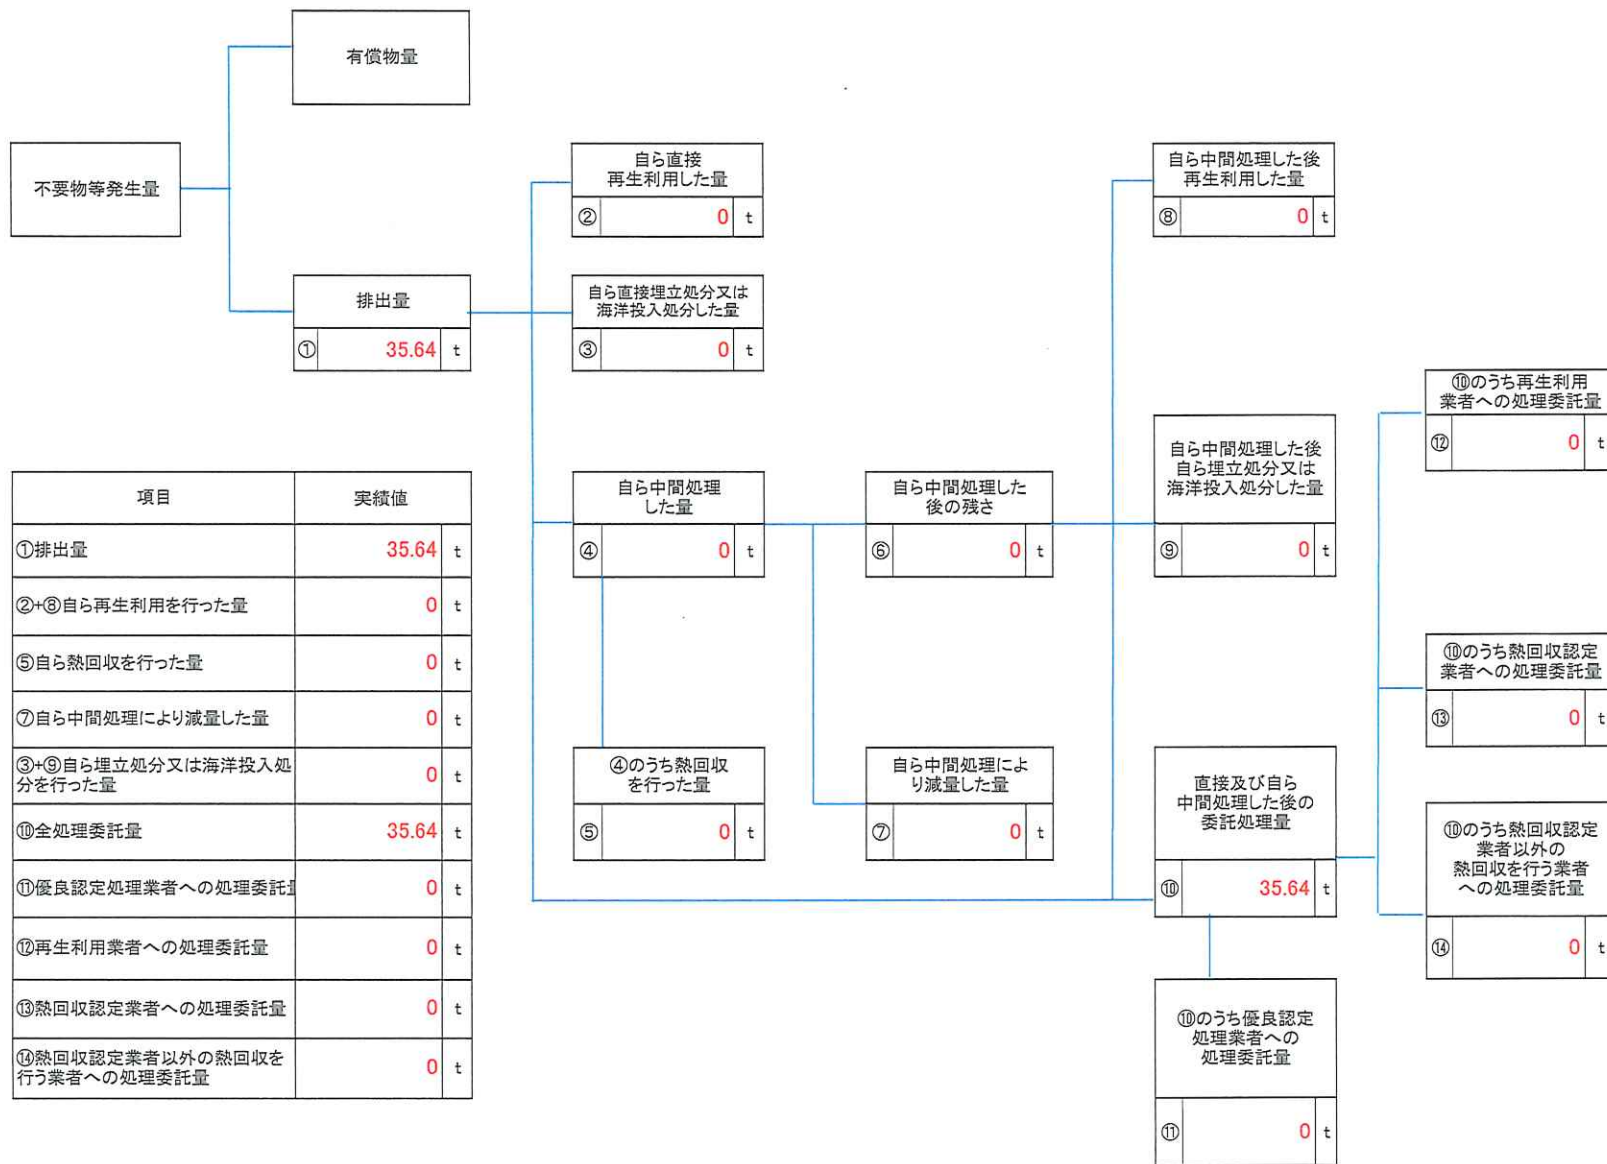 有償物量
不要物等発生量
自ら直接
再生利用した量
② 0 t
自ら中間処理した後
再生利用した量
⑧ 0 t
排出量
① 35.64 t
自ら直接埋立処分又は
海洋投入処分した量
③ 0 t
⑩のうち再生利用
業者への処理委託量
⑫ 0 t
自ら中間処理
した量
④ 0 t
自ら中間処理した
後の残さ
⑥ 0 t
自ら中間処理した後
自ら埋立処分又は
海洋投入処分した量
⑨ 0 t
⑩のうち熱回収認定
業者への処理委託量
⑬ 0 t
④のうち熱回収
を行った量
⑤ 0 t
自ら中間処理によ
り減量した量
⑦ 0 t
直接及び自ら
中間処理した後の
委託処理量
⑩ 35.64 t
⑩のうち熱回収認定
業者以外の
熱回収を行う業者
への処理委託量
⑭ 0 t
⑩のうち優良認定
処理業者への
処理委託量
⑪ 0 t
項目 実績値
①排出量 35.64 t
②+⑧自ら再生利用を行った量 0 t
⑤自ら熱回収を行った量 0 t
⑦自ら中間処理により減量した量 0 t
③+⑨自ら埋立処分又は海洋投入処
分を行った量 0 t
⑩全処理委託量 35.64 t
⑪優良認定処理業者への処理委託 0 t
⑫再生利用業者への処理委託量 0 t
⑬熱回収認定業者への処理委託量 0 t
⑭熱回収認定業者以外の熱回収を
行う業者への処理委託量 0 t